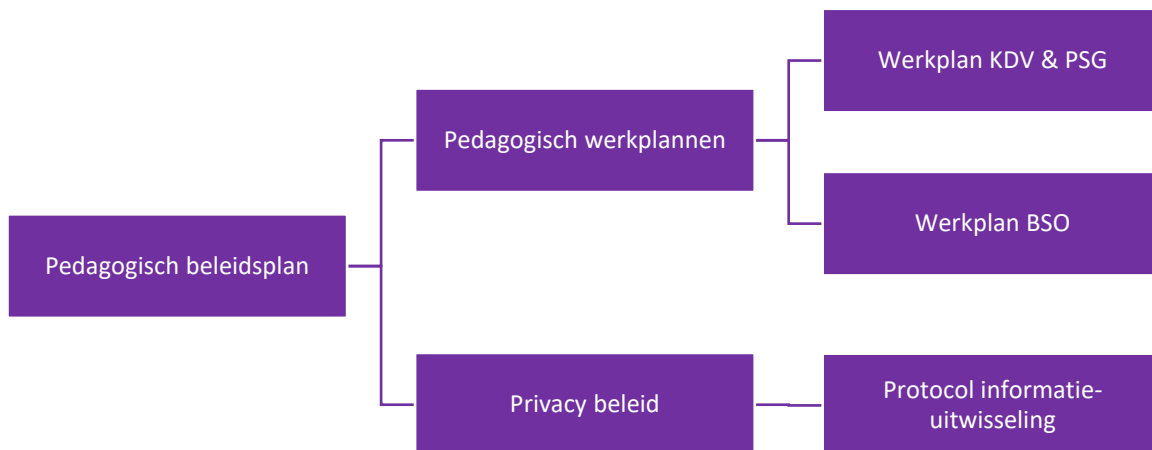 Werkplan KDV & PSG
Pedagogisch werkplannen
Werkplan BSO
Pedagogisch beleidsplan
Privacy beleid
Protocol informatie-
uitwisseling